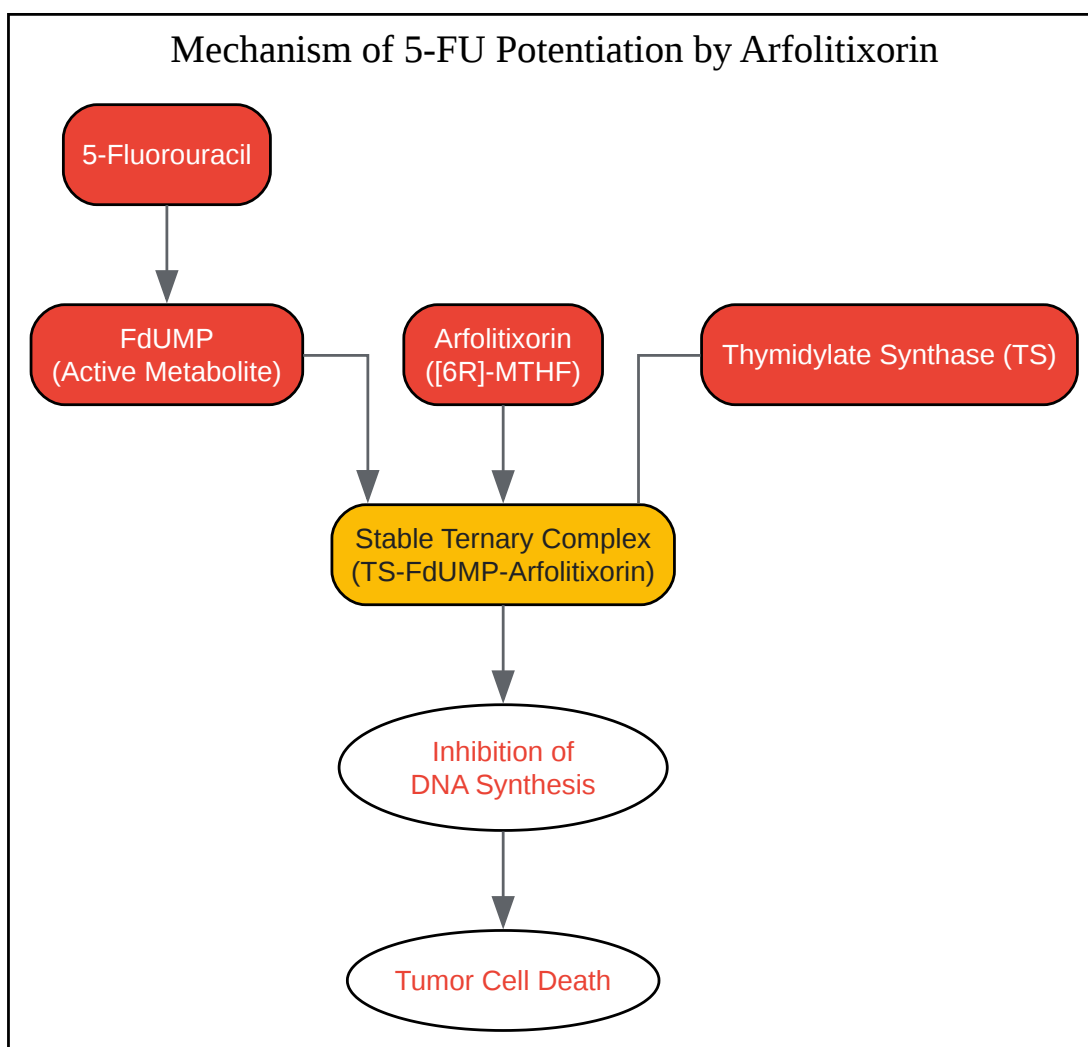 Mechanism of 5-FU Potentiation by Arfolitixorin
5-Fluorouracil
FdUMP
(Active Metabolite)
Arfolitixorin
([6R]-MTHF)
Thymidylate Synthase (TS)
Stable Ternary Complex
(TS-FdUMP-Arfolitixorin)
Inhibition of
DNA Synthesis
Tumor Cell Death